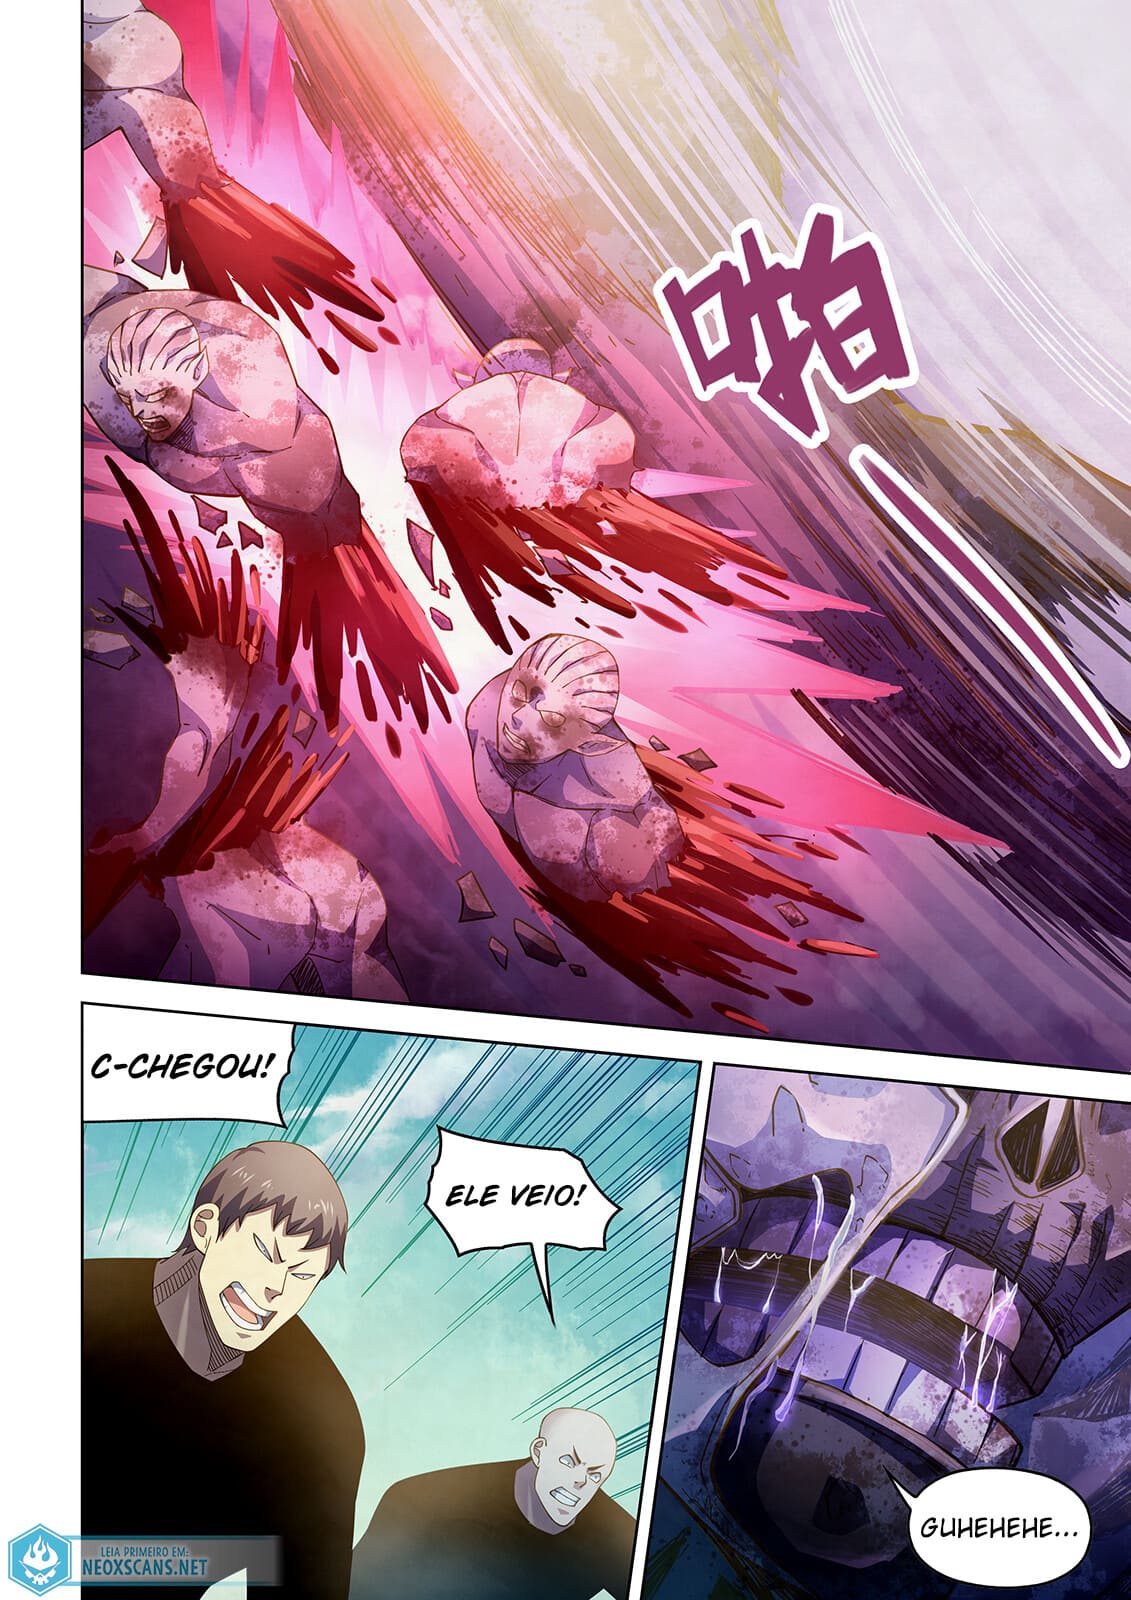 啪
C-CHEGOU!
ELE VEIO!
GUHEHEHE...
LEIA PRIMEIRO EM:
NEOXSCANS.NET